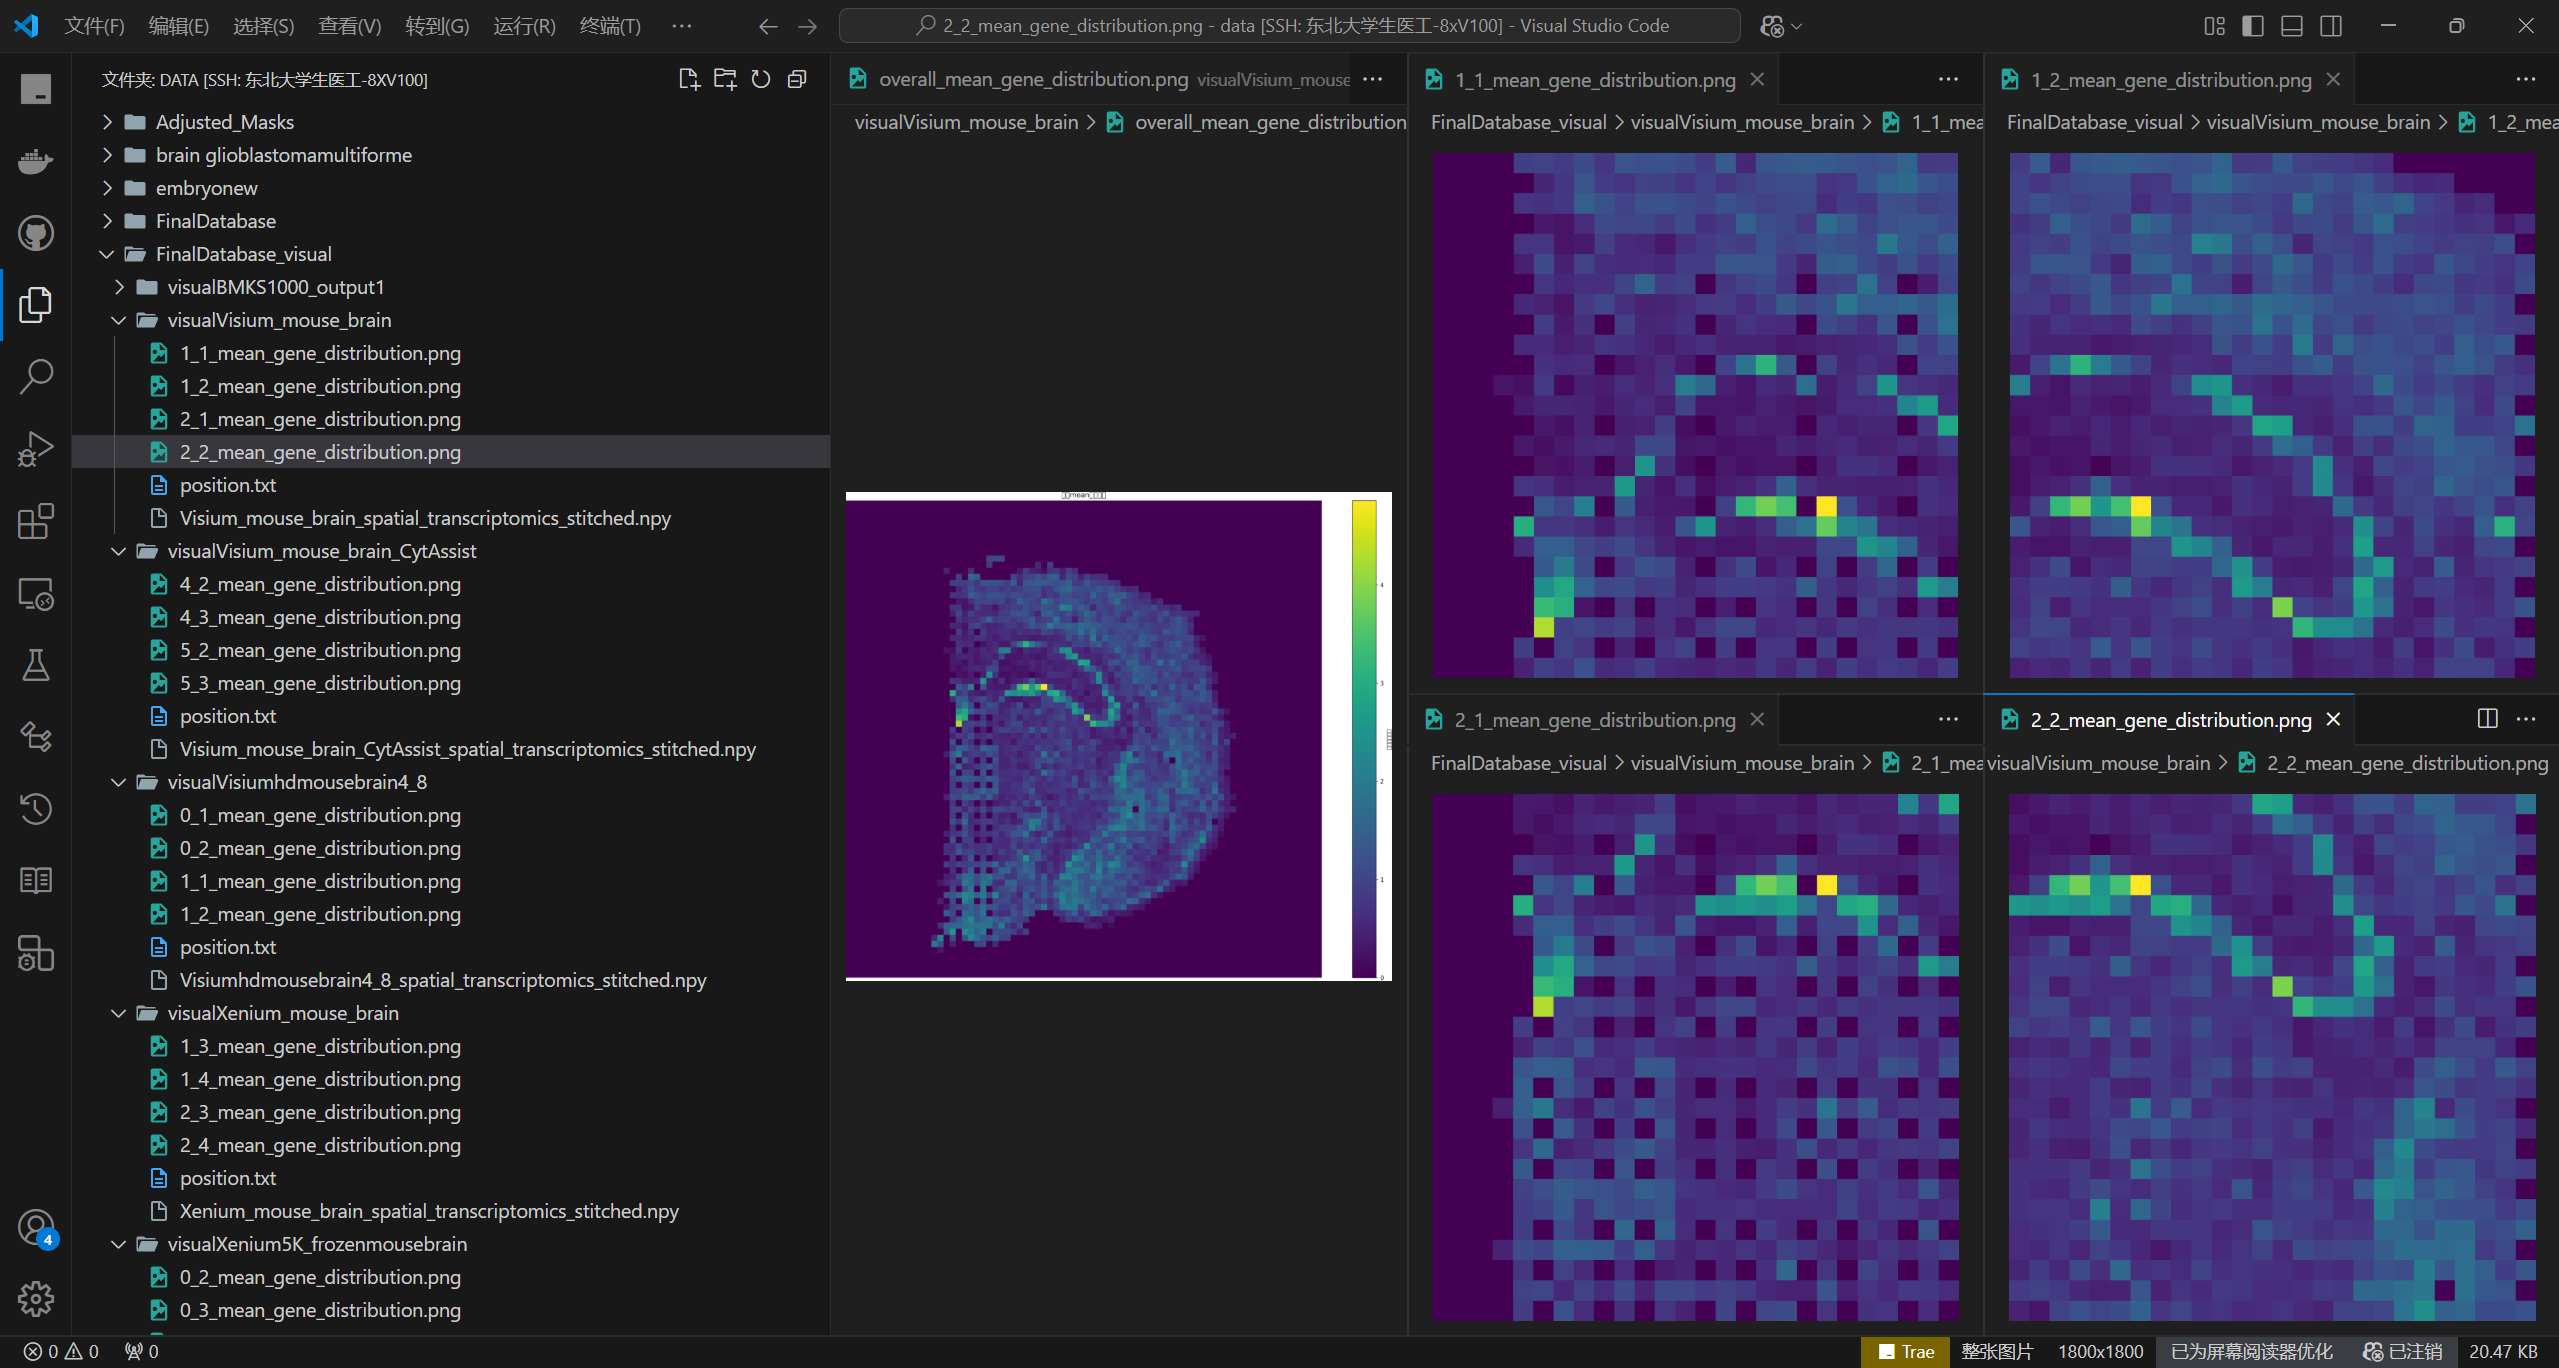 文件(F) 编辑(E) 选择(S) 查看(V) 转到(G) 运行(R) 终端(T) ···
2_2_mean_gene_distribution.png - data [SSH: 东北大学生医工-8xV100] - Visual Studio Code
文件夹: DATA [SSH: 东北大学生医工-8XV100]
Adjusted_Masks
brain glioblastomamultiforme
embryonew
FinalDatabase
FinalDatabase_visual
visualBMKS1000_output1
visualVisium_mouse_brain
1_1_mean_gene_distribution.png
1_2_mean_gene_distribution.png
2_1_mean_gene_distribution.png
2_2_mean_gene_distribution.png
position.txt
Visium_mouse_brain_spatial_transcriptomics_stitched.npy
visualVisium_mouse_brain_CytAssist
4_2_mean_gene_distribution.png
4_3_mean_gene_distribution.png
5_2_mean_gene_distribution.png
5_3_mean_gene_distribution.png
position.txt
Visium_mouse_brain_CytAssist_spatial_transcriptomics_stitched.npy
visualVisiumhdmousebrain4_8
0_1_mean_gene_distribution.png
0_2_mean_gene_distribution.png
1_1_mean_gene_distribution.png
1_2_mean_gene_distribution.png
position.txt
Visiumhdmousebrain4_8_spatial_transcriptomics_stitched.npy
visualXenium_mouse_brain
1_3_mean_gene_distribution.png
1_4_mean_gene_distribution.png
2_3_mean_gene_distribution.png
2_4_mean_gene_distribution.png
position.txt
Xenium_mouse_brain_spatial_transcriptomics_stitched.npy
visualXenium5K_frozenmousebrain
0_2_mean_gene_distribution.png
0_3_mean_gene_distribution.png
overall_mean_gene_distribution.png visualVisium_mouse
visualVisium_mouse_brain > overall_mean_gene_distribution
mean
4
3
2
1
0
1_1_mean_gene_distribution.png
FinalDatabase_visual > visualVisium_mouse_brain > 1_1_mea
1_2_mean_gene_distribution.png
FinalDatabase_visual > visualVisium_mouse_brain > 1_2_mea
2_1_mean_gene_distribution.png
FinalDatabase_visual > visualVisium_mouse_brain > 2_1_mea
2_2_mean_gene_distribution.png
visualVisium_mouse_brain > 2_2_mean_gene_distribution.png
4
0 0 0 Trae 整张图片 1800x1800 已为屏幕阅读器优化 已注销 20.47 KB